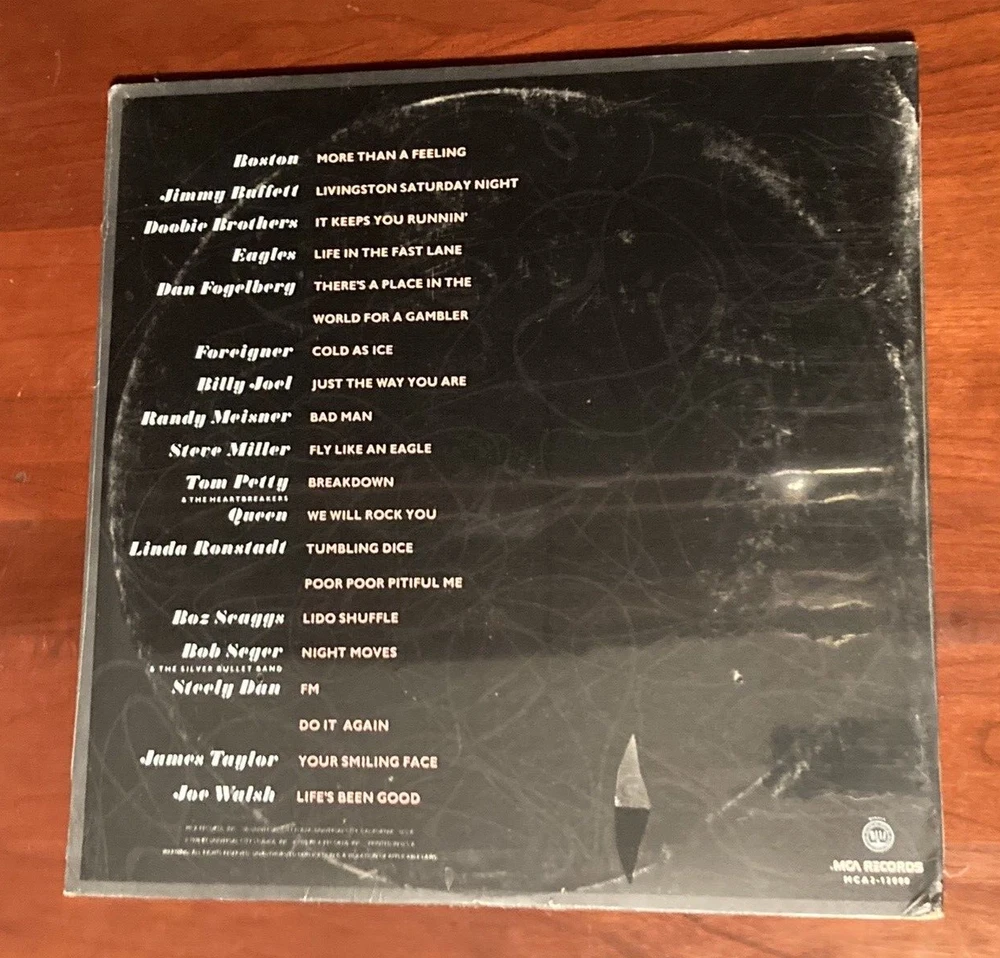 Boston MORE THAN A FEELING
Jimmy Buffett LIVINGSTON SATURDAY NIGHT
Doobie Brothers IT KEEPS YOU RUNNIN'
Eagles LIFE IN THE FAST LANE
Dan Fogelberg THERE'S A PLACE IN THE
WORLD FOR A GAMBLER
Foreigner COLD AS ICE
Billy Joel JUST THE WAY YOU ARE
Randy Meisner BAD MAN
Steve Miller FLY LIKE AN EAGLE
Tom Petty BREAKDOWN
& THE HEARTBREAKERS
Queen WE WILL ROCK YOU
Linda Ronstadt TUMBLING DICE
POOR POOR PITIFUL ME
Boz Scaggs LIDO SHUFFLE
Bob Seger NIGHT MOVES
& THE SILVER BULLET BAND
Steely Dan FM
DO IT AGAIN
James Taylor YOUR SMILING FACE
Joe Walsh LIFE'S BEEN GOOD
MCA RECORDS
MCA2-12000